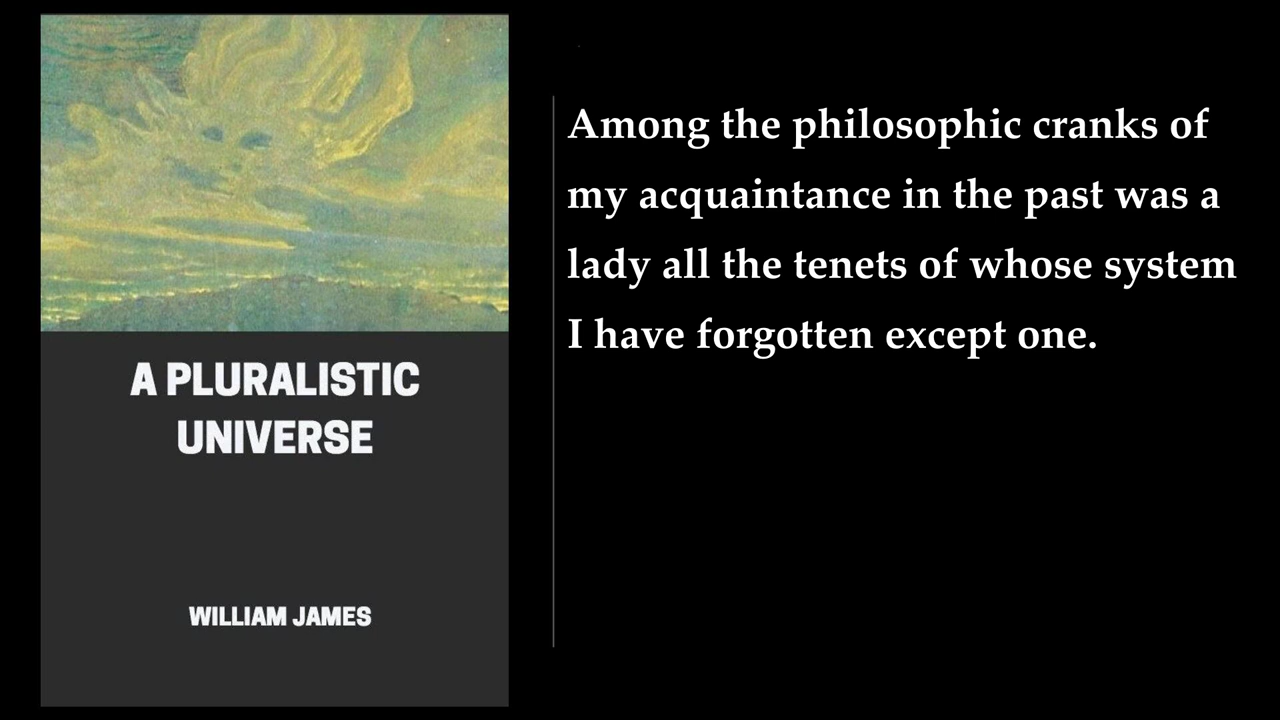 A PLURALISTIC
UNIVERSE
WILLIAM JAMES
Among the philosophic cranks of
my acquaintance in the past was a
lady all the tenets of whose system
I have forgotten except one.